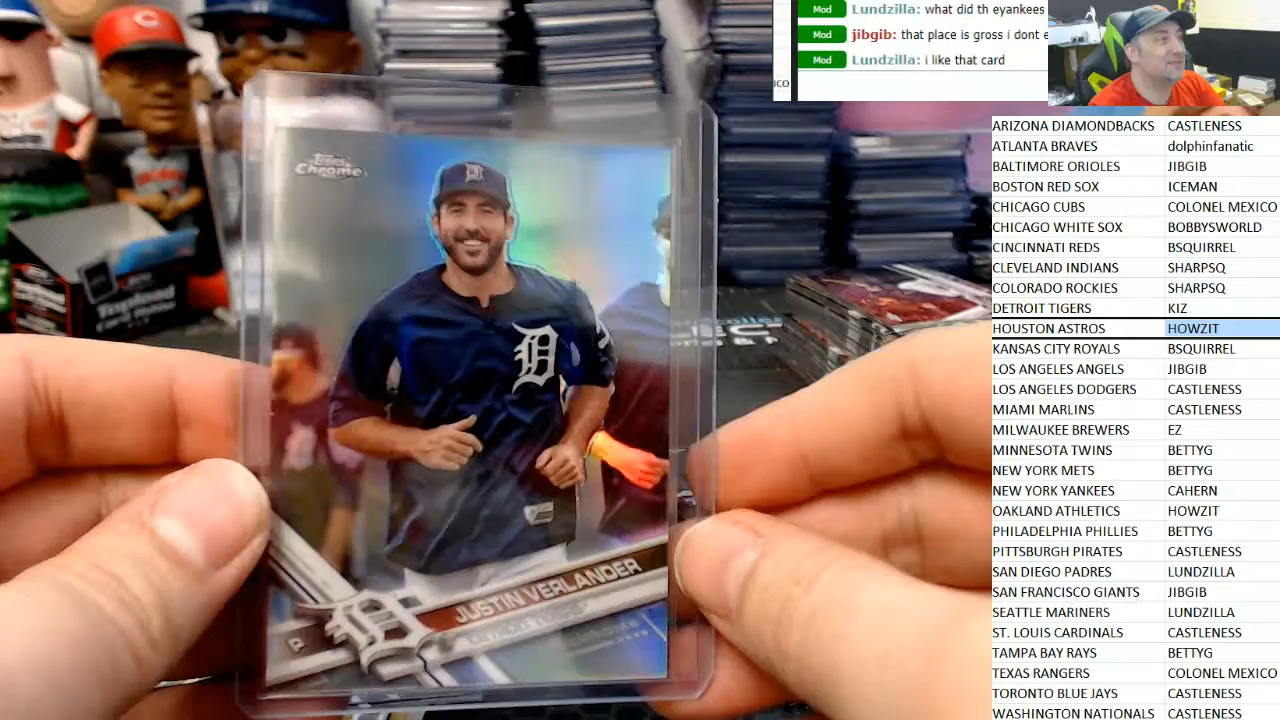 Mod Lundzilla: what did th eyankees
Mod jibgib: that place is gross i dont e
Mod Lundzilla: i like that card
Topps
Chrome
D
D
JUSTIN VERLANDER
P
D
ARIZONA DIAMONDBACKS CASTLENESS
ATLANTA BRAVES dolphinfanatic
BALTIMORE ORIOLES JIBGIB
BOSTON RED SOX ICEMAN
CHICAGO CUBS COLONEL MEXICO
CHICAGO WHITE SOX BOBBYSWORLD
CINCINNATI REDS BSQUIRREL
CLEVELAND INDIANS SHARPSQ
COLORADO ROCKIES SHARPSQ
DETROIT TIGERS KIZ
HOUSTON ASTROS HOWZIT
KANSAS CITY ROYALS BSQUIRREL
LOS ANGELES ANGELS JIBGIB
LOS ANGELES DODGERS CASTLENESS
MIAMI MARLINS CASTLENESS
MILWAUKEE BREWERS EZ
MINNESOTA TWINS BETTYG
NEW YORK METS BETTYG
NEW YORK YANKEES CAHERN
OAKLAND ATHLETICS HOWZIT
PHILADELPHIA PHILLIES BETTYG
PITTSBURGH PIRATES CASTLENESS
SAN DIEGO PADRES LUNDZILLA
SAN FRANCISCO GIANTS JIBGIB
SEATTLE MARINERS LUNDZILLA
ST. LOUIS CARDINALS CASTLENESS
TAMPA BAY RAYS BETTYG
TEXAS RANGERS COLONEL MEXICO
TORONTO BLUE JAYS CASTLENESS
WASHINGTON NATIONALS CASTLENESS